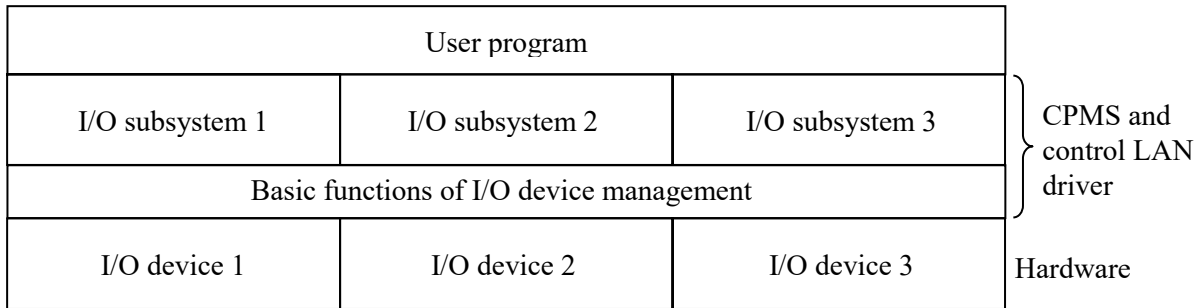 User program
I/O subsystem 1
I/O subsystem 2
I/O subsystem 3
CPMS and
control LAN
driver
Basic functions of I/O device management
I/O device 1
I/O device 2
I/O device 3
Hardware